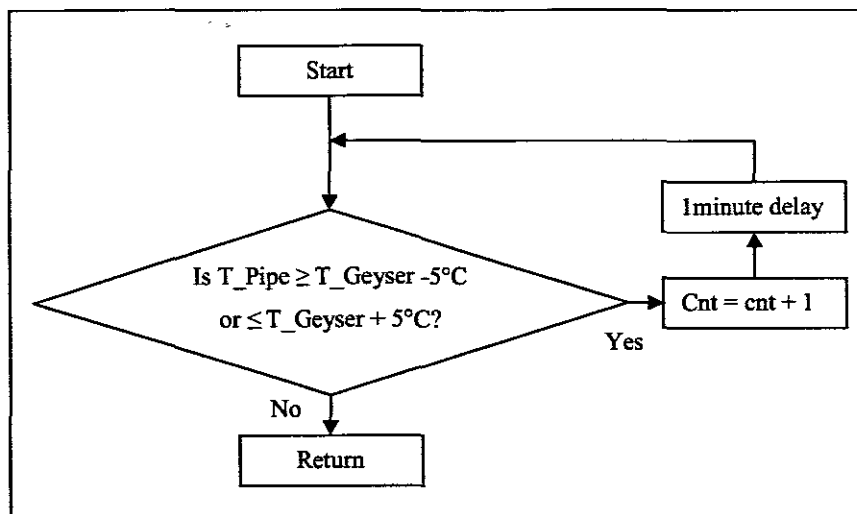 Start
1minute delay
Is T_Pipe ≥ T_Geyser -5°C
or ≤ T_Geyser + 5°C?
Cnt = cnt + 1
Yes
No
Return